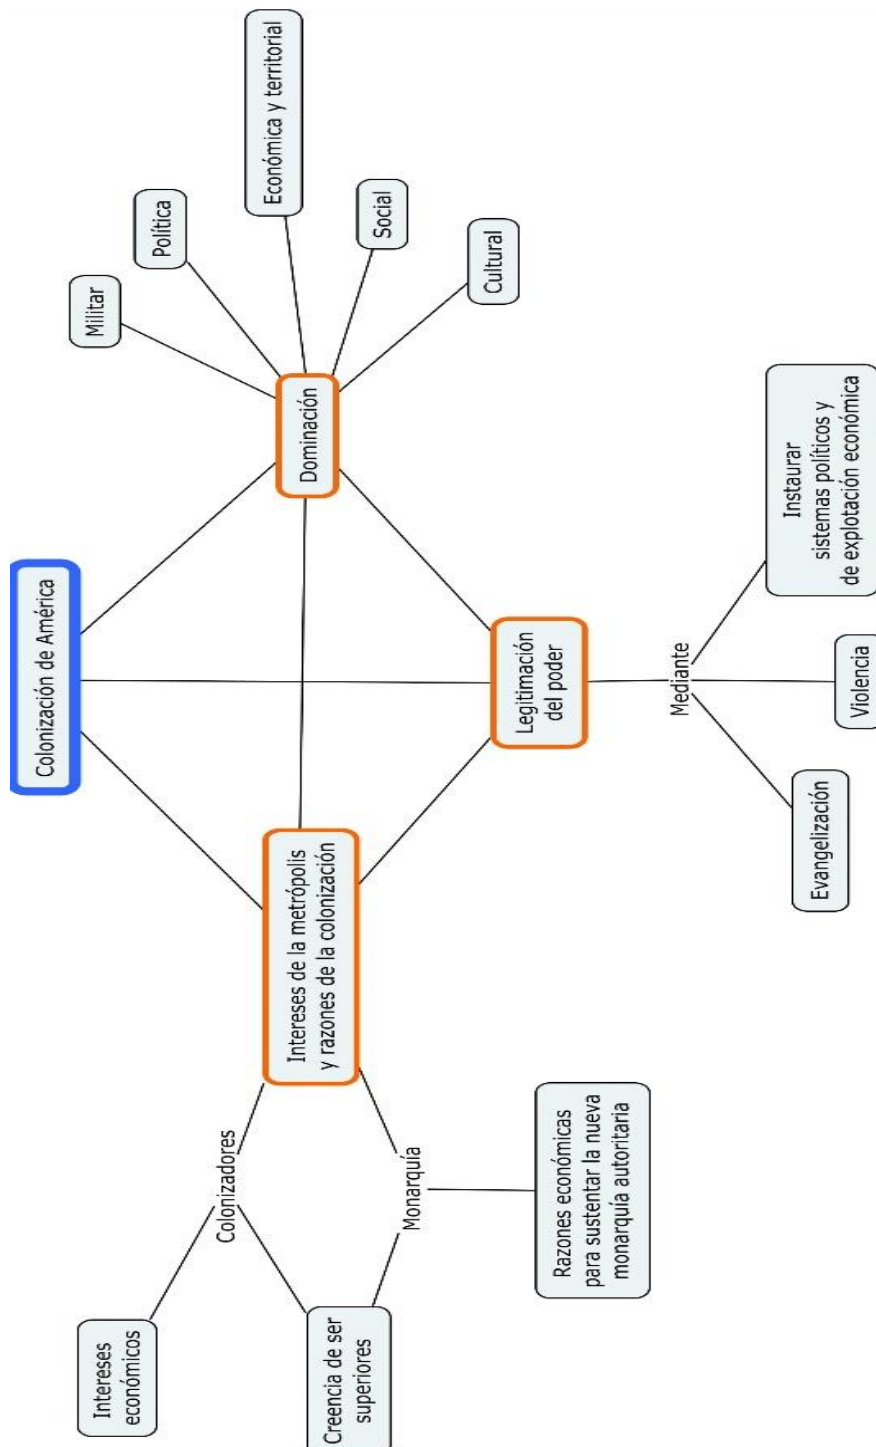 Colonización de América
Militar
Política
Económica y territorial
Social
Cultural
Dominación
Intereses de la metrópolis
y razones de la colonización
Colonizadores
Intereses
económicos
Creencia de ser
superiores
Monarquía
Razones económicas
para sustentar la nueva
monarquía autoritaria
Legitimación
del poder
Mediante
Evangelización
Violencia
Instaurar
sistemas políticos y
de explotación económica